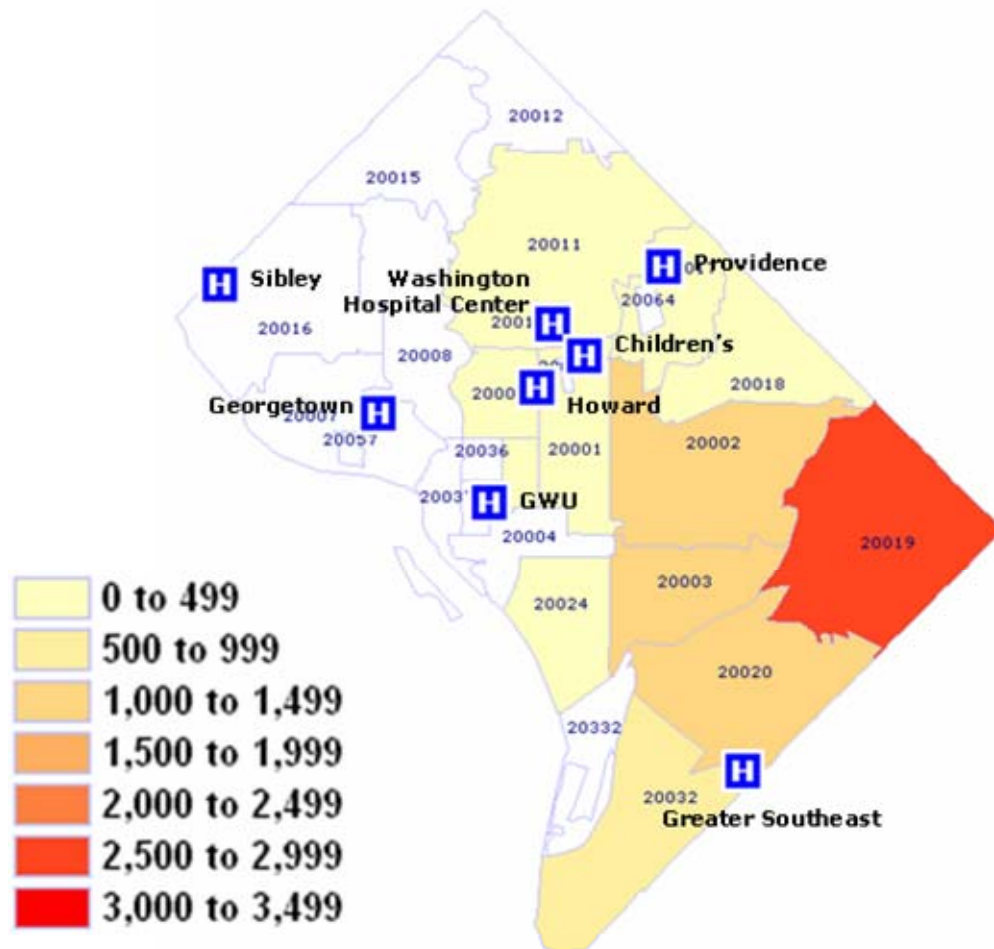 20012
20015
20011
Providence
Washington
Hospital Center
Sibley
20064
20016
20008
Children's
20018
Georgetown
Howard
20007
20057
20036
20001
20002
GWU
20004
20019
20003
20024
20020
20332
20032
Greater Southeast
H
H
H
H
H
H
H
H
0 to 499
500 to 999
1,000 to 1,499
1,500 to 1,999
2,000 to 2,499
2,500 to 2,999
3,000 to 3,499